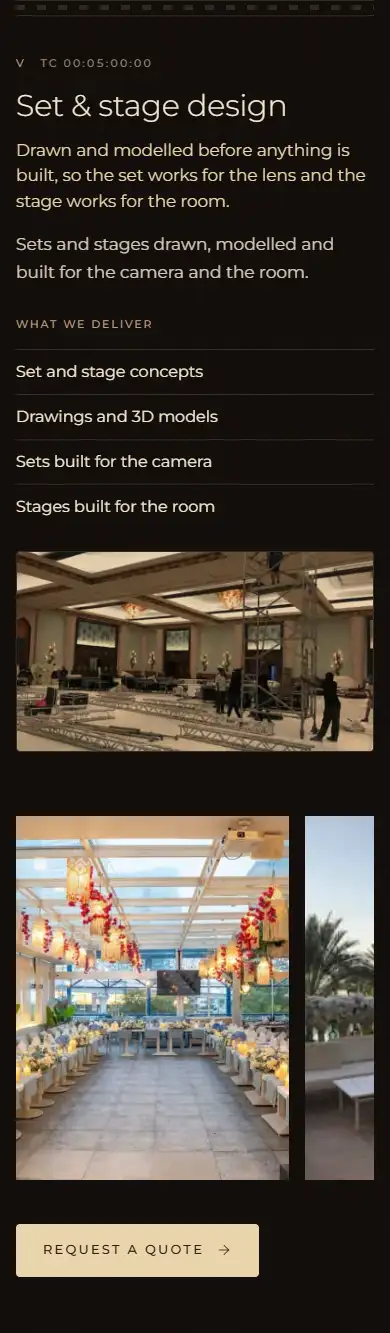 V TC 00:05:00:00
Set & stage design
Drawn and modelled before anything is
built, so the set works for the lens and the
stage works for the room.
Sets and stages drawn, modelled and
built for the camera and the room.
WHAT WE DELIVER
Set and stage concepts
Drawings and 3D models
Sets built for the camera
Stages built for the room
REQUEST A QUOTE →